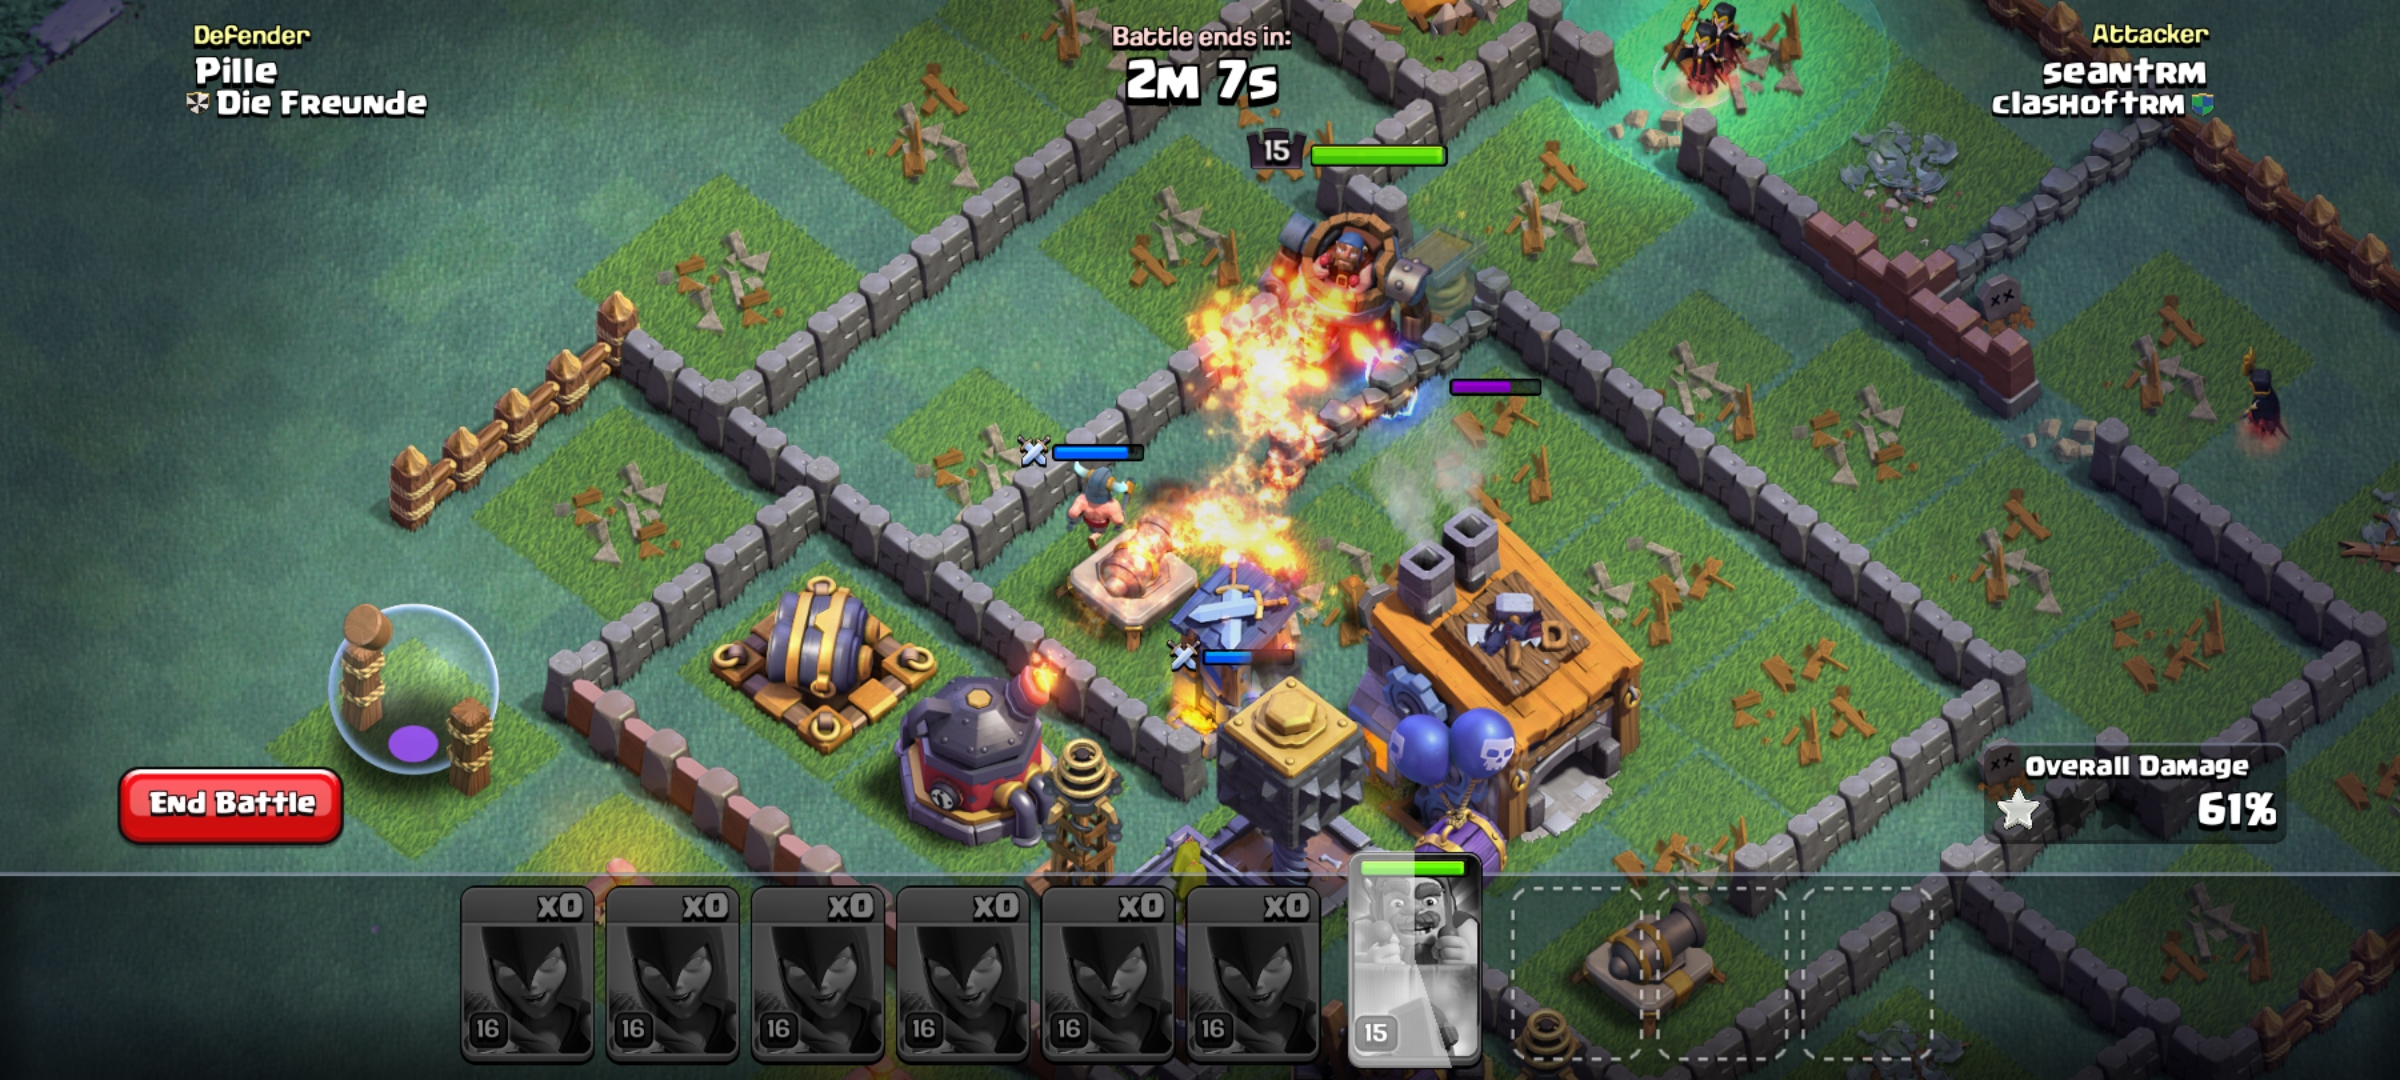 Defender
Pille
Die Freunde
Battle ends in:
2M 7s
Attacker
seantRM
clashoftRM
15
End Battle
Overall Damage
61%
x0
x0
x0
x0
x0
x0
16
16
16
16
16
16
15